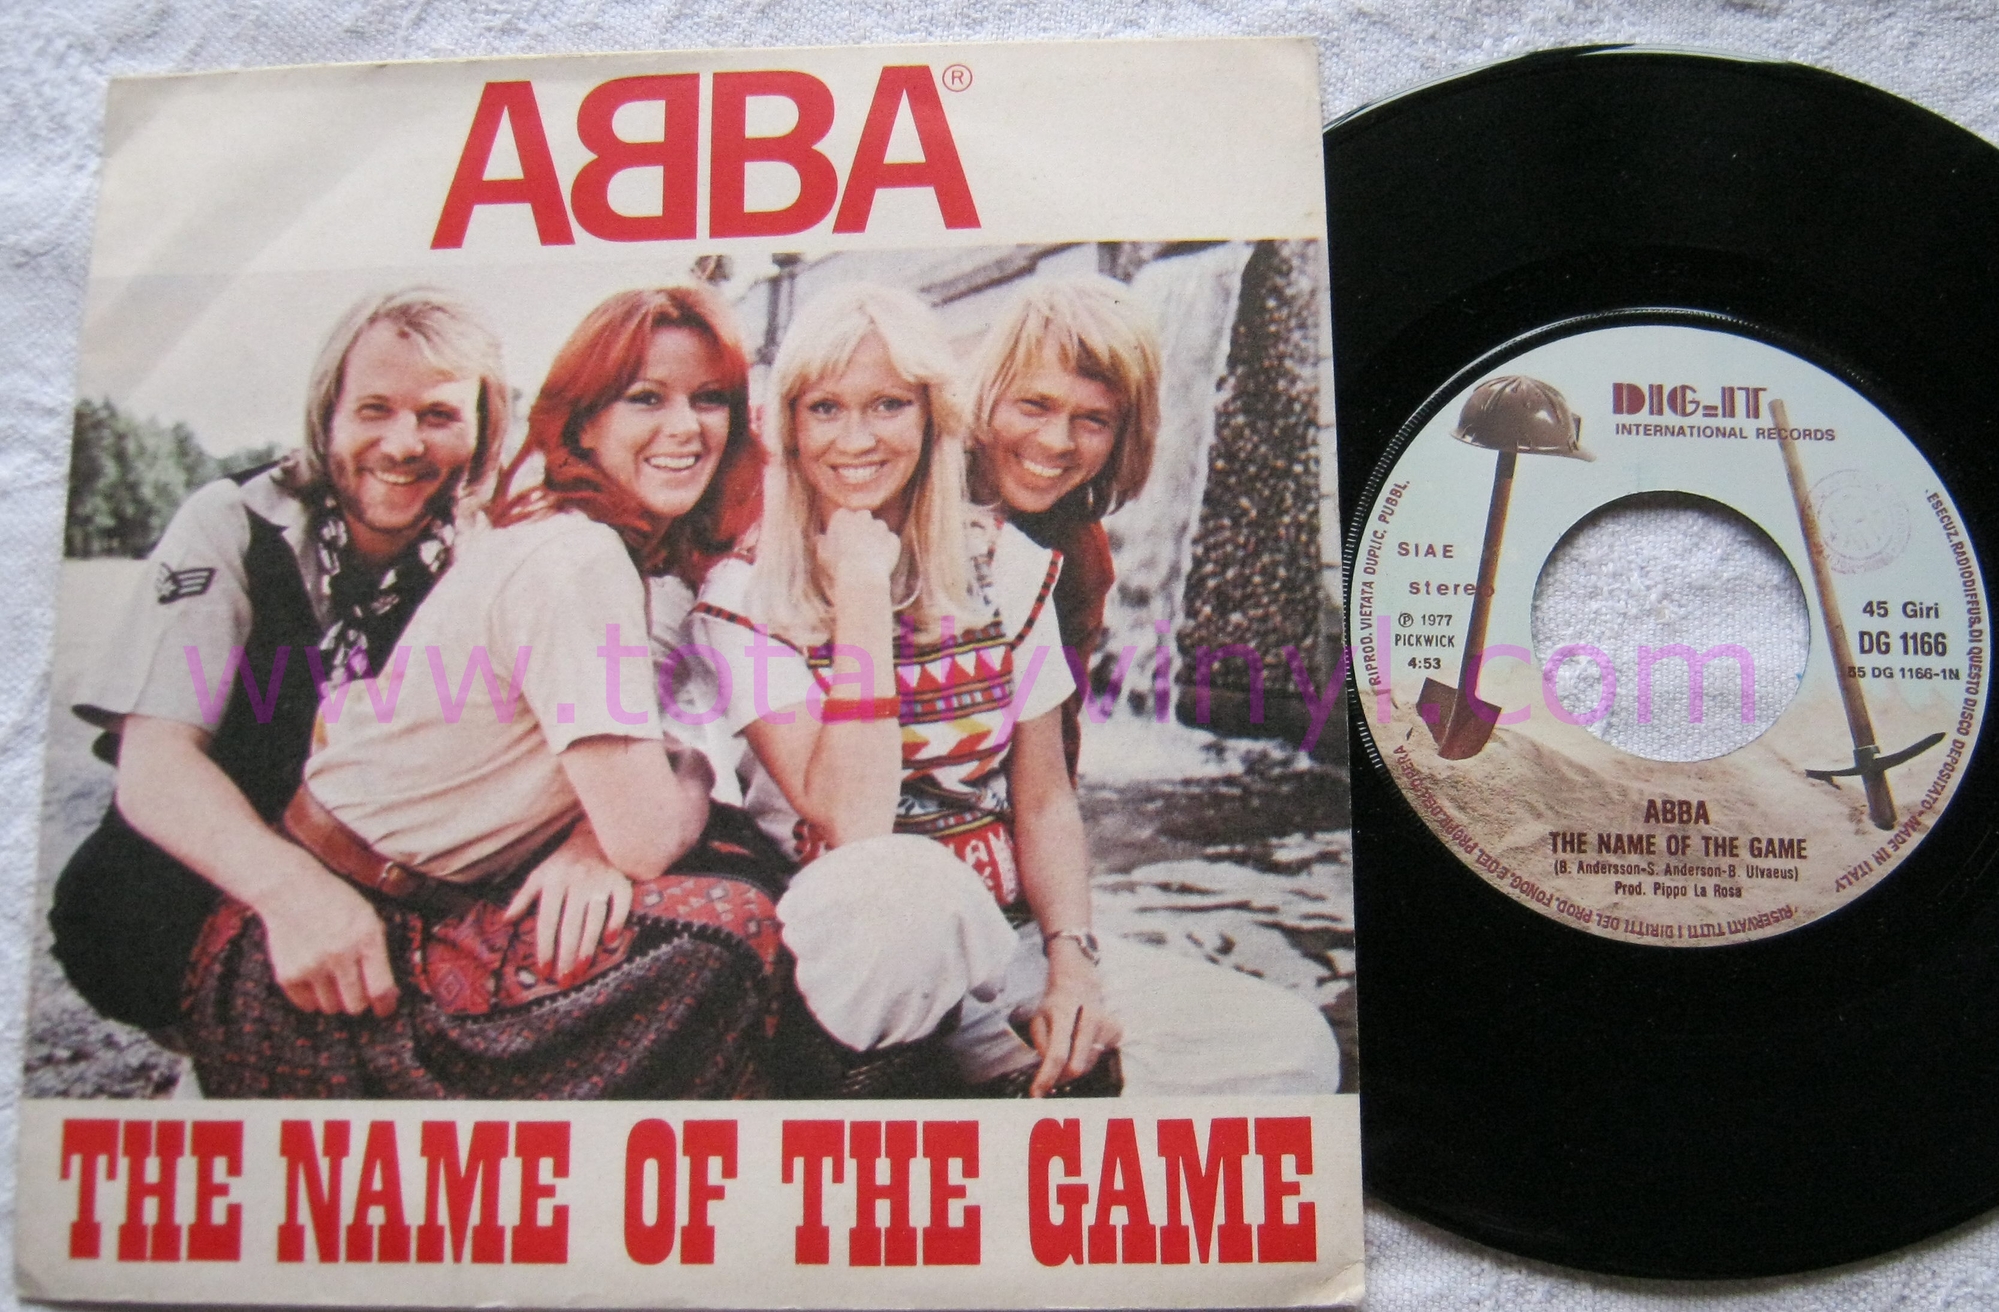 ABBA®
THE NAME OF THE GAME
www.totallyvinyl.com
DIG-IT
INTERNATIONAL RECORDS
SIAE
Stereo
℗ 1977
PICKWICK
4:53
45 Giri
DG 1166
55 DG 1166-1N
ABBA
THE NAME OF THE GAME
(B. Andersson-S. Anderson-B. Ulvaeus)
Prod. Pippo La Rosa
RISERVATI TUTTI I DIRITTI DEL PROD. FONOG. E DEL PROPR. DELL'OPERA RIPROD. VIETATA DUPLIC. PUBBL. ESECUZ. RADIODIFFUS. DI QUESTO DISCO DEPOSITATO - MADE IN ITALY